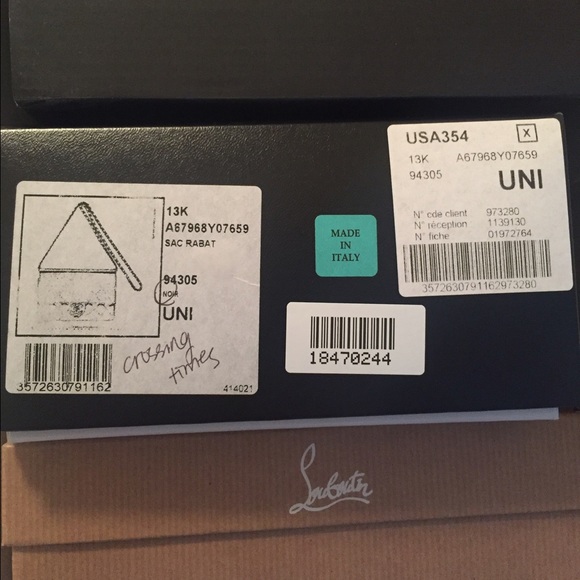 USA354
X
13K A67968Y07659
94305
UNI
N° cde client 973280
N° réception 1139130
N° fiche 01972764
3572630791162973280
13K
A67968Y07659
SAC RABAT
94305
NOIR
UNI
3572630791162
crossing
times
414021
MADE
IN
ITALY
18470244
Louboutin